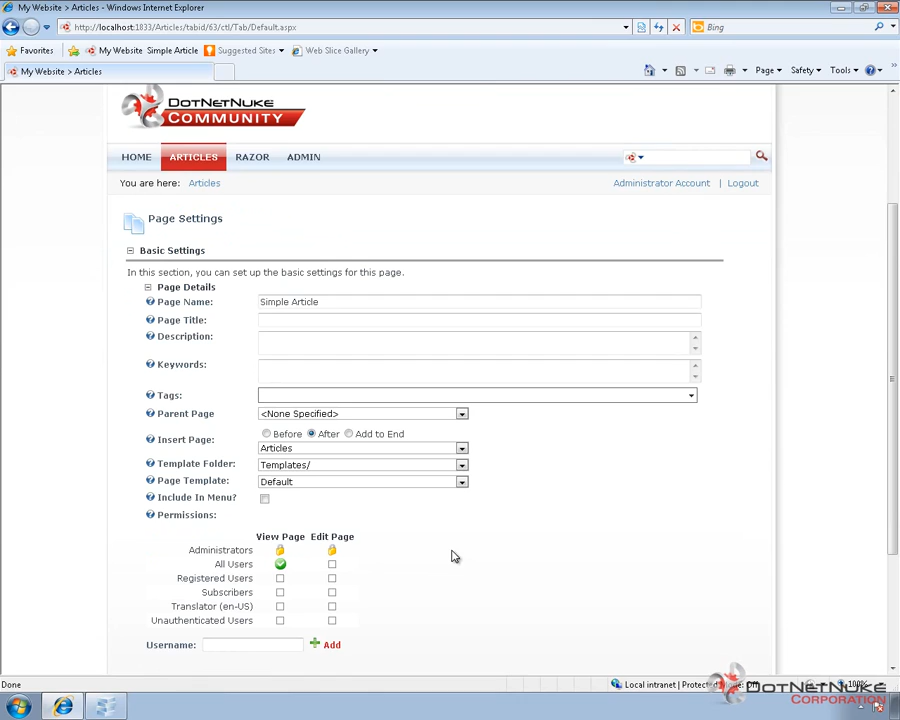 My Website > Articles - Windows Internet Explorer
http://localhost:1833/Articles/tabid/63/ctl/Tab/Default.aspx
Bing
Favorites My Website Simple Article Suggested Sites Web Slice Gallery
My Website > Articles
Page Safety Tools
DOTNETNUKE
COMMUNITY
HOME ARTICLES RAZOR ADMIN
You are here: Articles Administrator Account | Logout
Page Settings
Basic Settings
In this section, you can set up the basic settings for this page.
Page Details
Page Name: Simple Article
Page Title:
Description:
Keywords:
Tags:
Parent Page <None Specified>
Insert Page: Before After Add to End
Articles
Template Folder: Templates/
Page Template: Default
Include In Menu?
Permissions:
View Page Edit Page
Administrators
All Users
Registered Users
Subscribers
Translator (en-US)
Unauthenticated Users
Username: Add
Done Local intranet | Protected Mode: Off 100%
DOTNETNUKE
CORPORATION